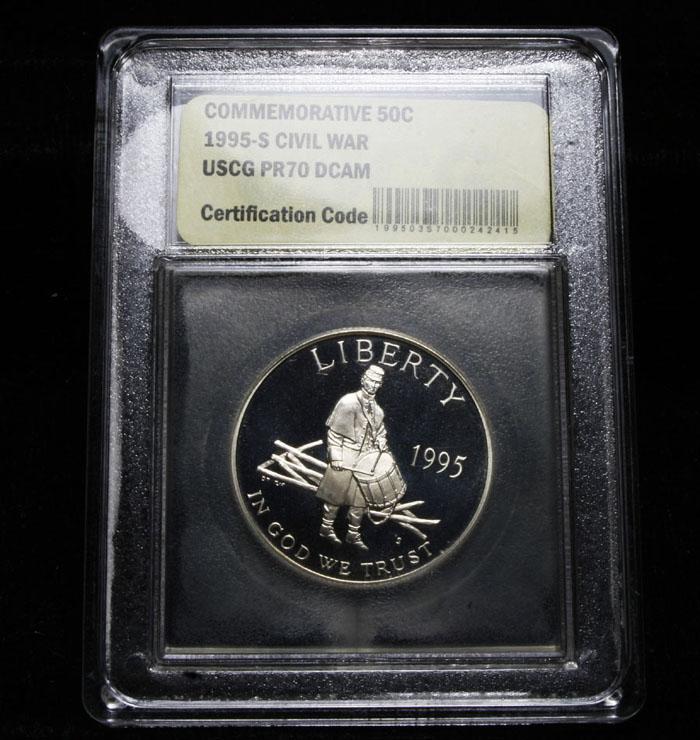 COMMEMORATIVE 50C
1995-S CIVIL WAR
USCG PR70 DCAM
Certification Code
19950357000242415
LIBERTY
1995
IN GOD WE TRUST
S